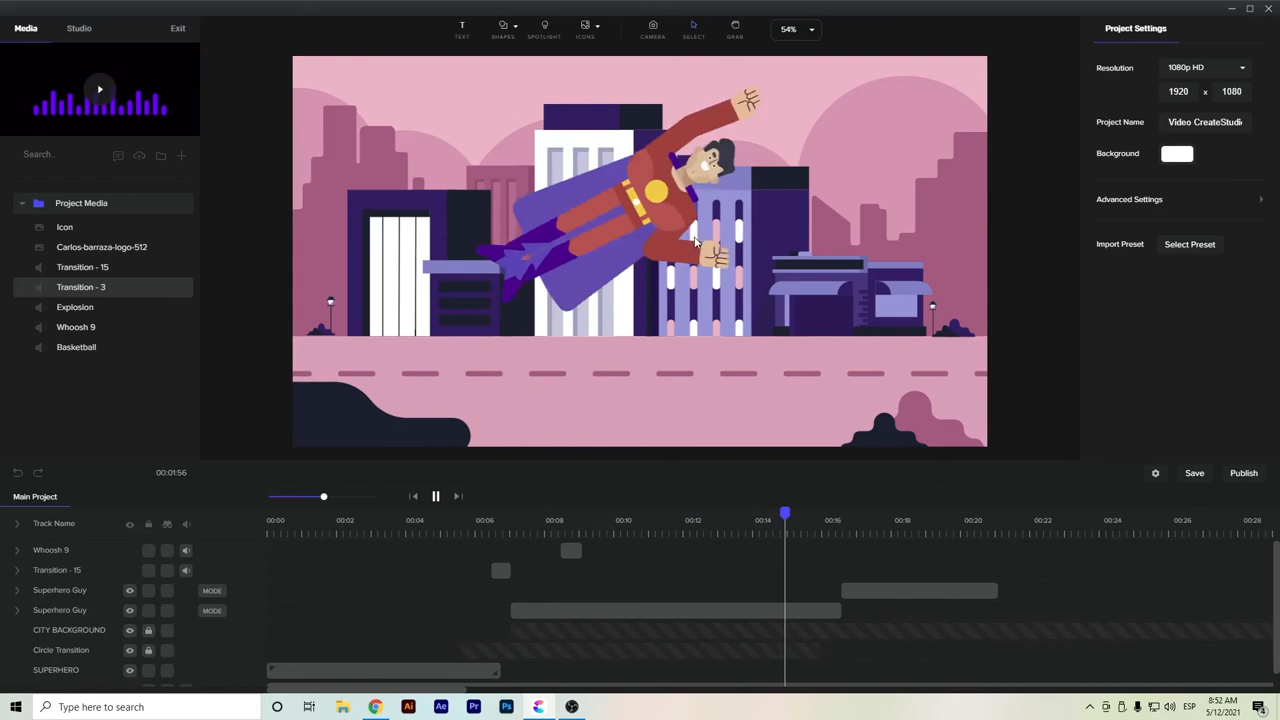 Media Studio Exit
TEXT SHAPES SPOTLIGHT ICONS CAMERA SELECT GRAB 54%
Project Settings
Resolution 1080p HD
1920 x 1080
Project Name Video CreateStudi
Background
Advanced Settings
Import Preset Select Preset
Search..
Project Media
Icon
Carlos-barraza-logo-512
Transition - 15
Transition - 3
Explosion
Whoosh 9
Basketball
00:01:56 Save Publish
Main Project
Track Name 00:00 00:02 00:04 00:06 00:08 00:10 00:12 00:14 00:16 00:18 00:20 00:22 00:24 00:26 00:28
Whoosh 9
Transition - 15
Superhero Guy MODE
Superhero Guy MODE
CITY BACKGROUND
Circle Transition
SUPERHERO
Type here to search Ai Ae Pr Ps ESP 8:52 AM
5/12/2021 4